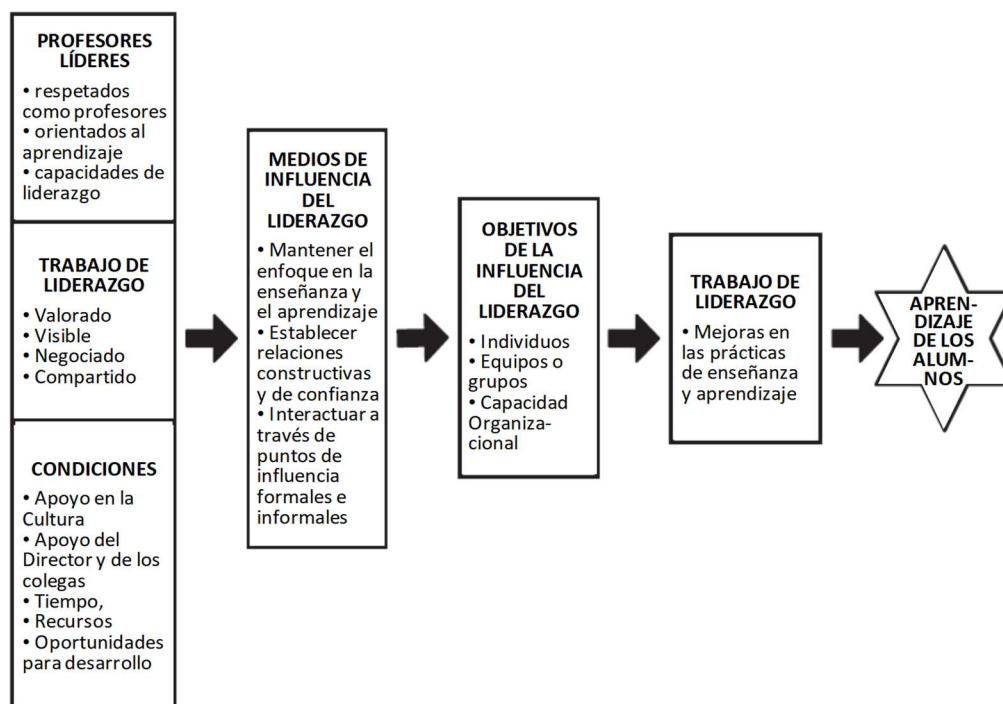 PROFESORES
LÍDERES
• respetados
como profesores
• orientados al
aprendizaje
• capacidades de
liderazgo
TRABAJO DE
LIDERAZGO
• Valorado
• Visible
• Negociado
• Compartido
CONDICIONES
• Apoyo en la
Cultura
• Apoyo del
Director y de los
colegas
• Tiempo,
• Recursos
• Oportunidades
para desarrollo
MEDIOS DE
INFLUENCIA
DEL
LIDERAZGO
• Mantener el
enfoque en la
enseñanza y
el aprendizaje
• Establecer
relaciones
constructivas
y de confianza
• Interactuar a
través de
puntos de
influencia
formales e
informales
OBJETIVOS
DE LA
INFLUENCIA
DEL
LIDERAZGO
• Individuos
• Equipos o
grupos
• Capacidad
Organiza-
cional
TRABAJO DE
LIDERAZGO
• Mejoras en
las prácticas
de enseñanza
y aprendizaje
APREN-
DIZAJE
DE LOS
ALUM-
NOS